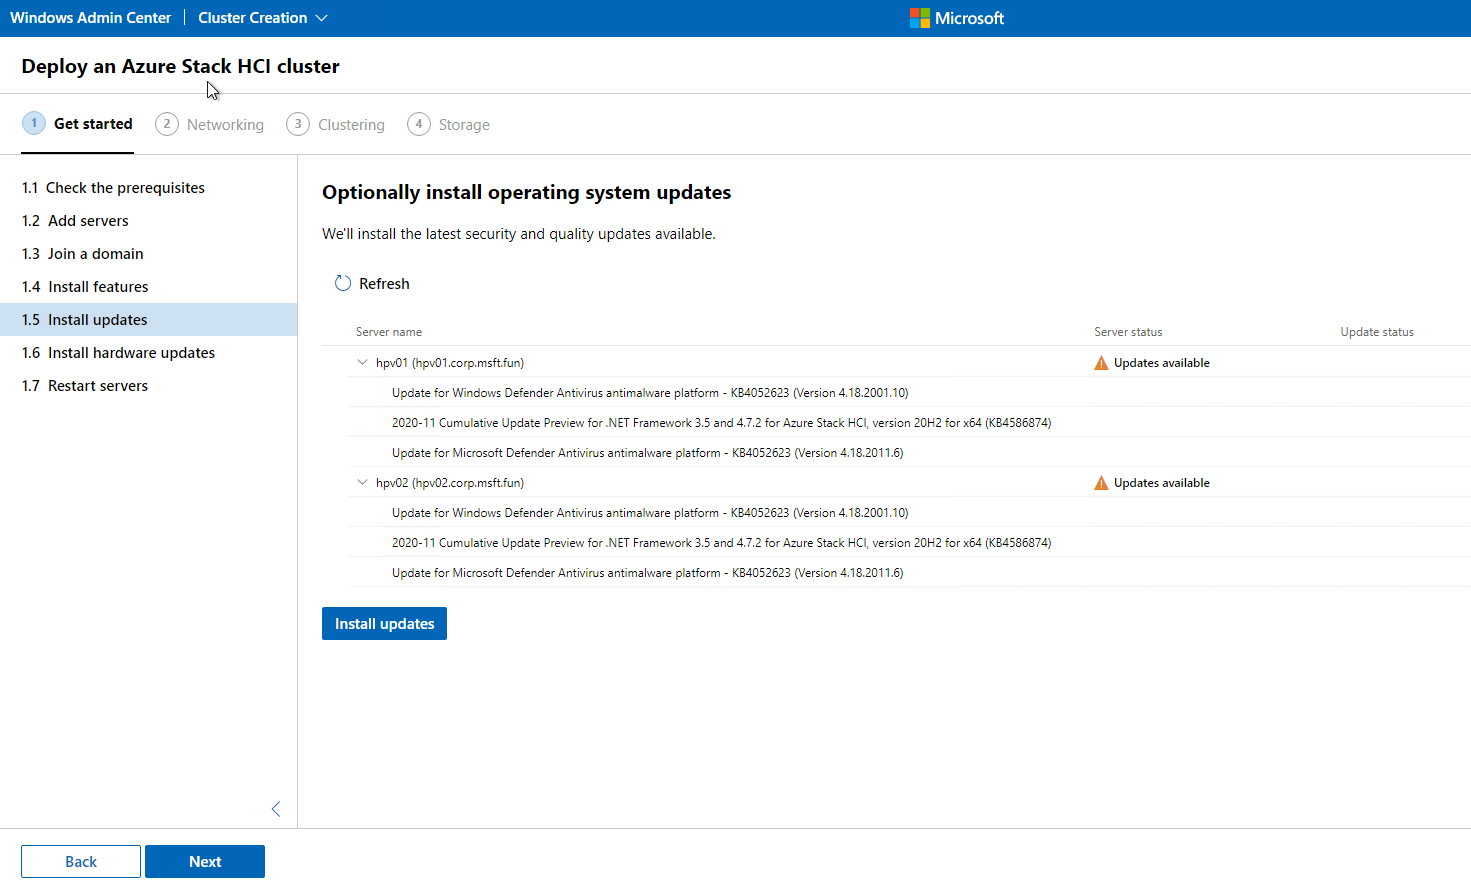 Windows Admin Center | Cluster Creation
Microsoft
Deploy an Azure Stack HCI cluster
1 Get started 2 Networking 3 Clustering 4 Storage
1.1 Check the prerequisites
1.2 Add servers
1.3 Join a domain
1.4 Install features
1.5 Install updates
1.6 Install hardware updates
1.7 Restart servers
Optionally install operating system updates
We'll install the latest security and quality updates available.
Refresh
Server name Server status Update status
hpv01 (hpv01.corp.msft.fun) Updates available
Update for Windows Defender Antivirus antimalware platform - KB4052623 (Version 4.18.2001.10)
2020-11 Cumulative Update Preview for .NET Framework 3.5 and 4.7.2 for Azure Stack HCI, version 20H2 for x64 (KB4586874)
Update for Microsoft Defender Antivirus antimalware platform - KB4052623 (Version 4.18.2011.6)
hpv02 (hpv02.corp.msft.fun) Updates available
Update for Windows Defender Antivirus antimalware platform - KB4052623 (Version 4.18.2001.10)
2020-11 Cumulative Update Preview for .NET Framework 3.5 and 4.7.2 for Azure Stack HCI, version 20H2 for x64 (KB4586874)
Update for Microsoft Defender Antivirus antimalware platform - KB4052623 (Version 4.18.2011.6)
Install updates
Back Next